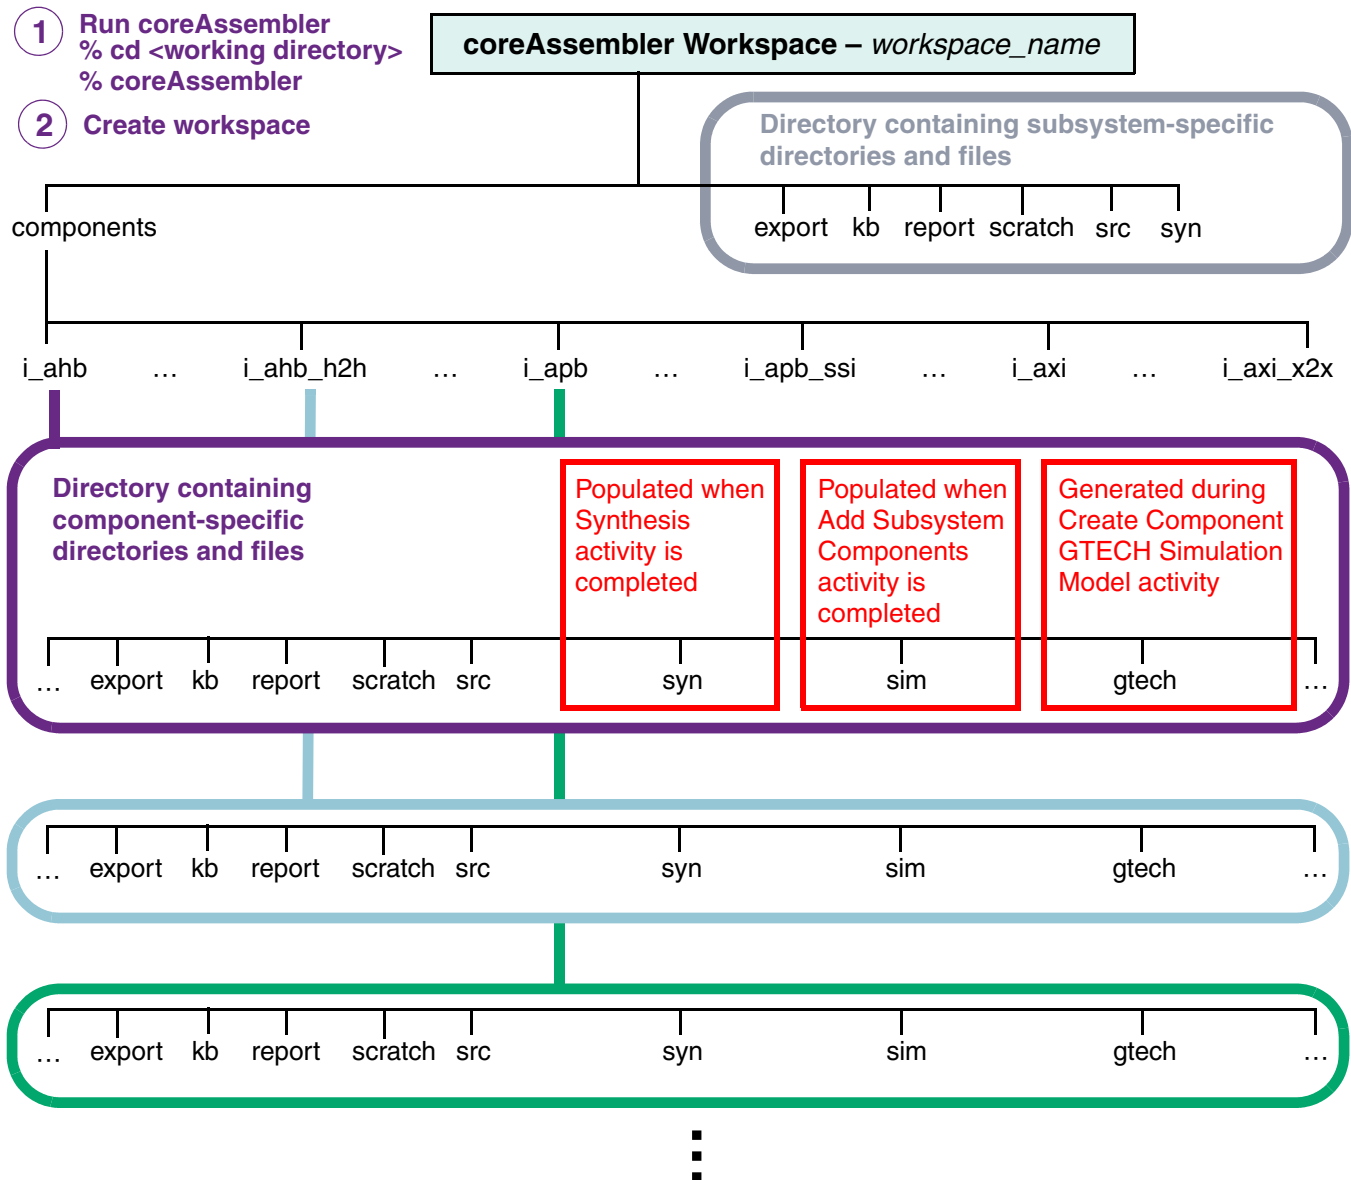 1 Run coreAssembler
% cd <working directory>
% coreAssembler
2 Create workspace
coreAssembler Workspace – workspace_name
Directory containing subsystem-specific
directories and files
components
export kb report scratch src syn
i_ahb … i_ahb_h2h … i_apb … i_apb_ssi … i_axi … i_axi_x2x
Directory containing
component-specific
directories and files
Populated when
Synthesis
activity is
completed
Populated when
Add Subsystem
Components
activity is
completed
Generated during
Create Component
GTECH Simulation
Model activity
… export kb report scratch src syn sim gtech …
… export kb report scratch src syn sim gtech …
… export kb report scratch src syn sim gtech …